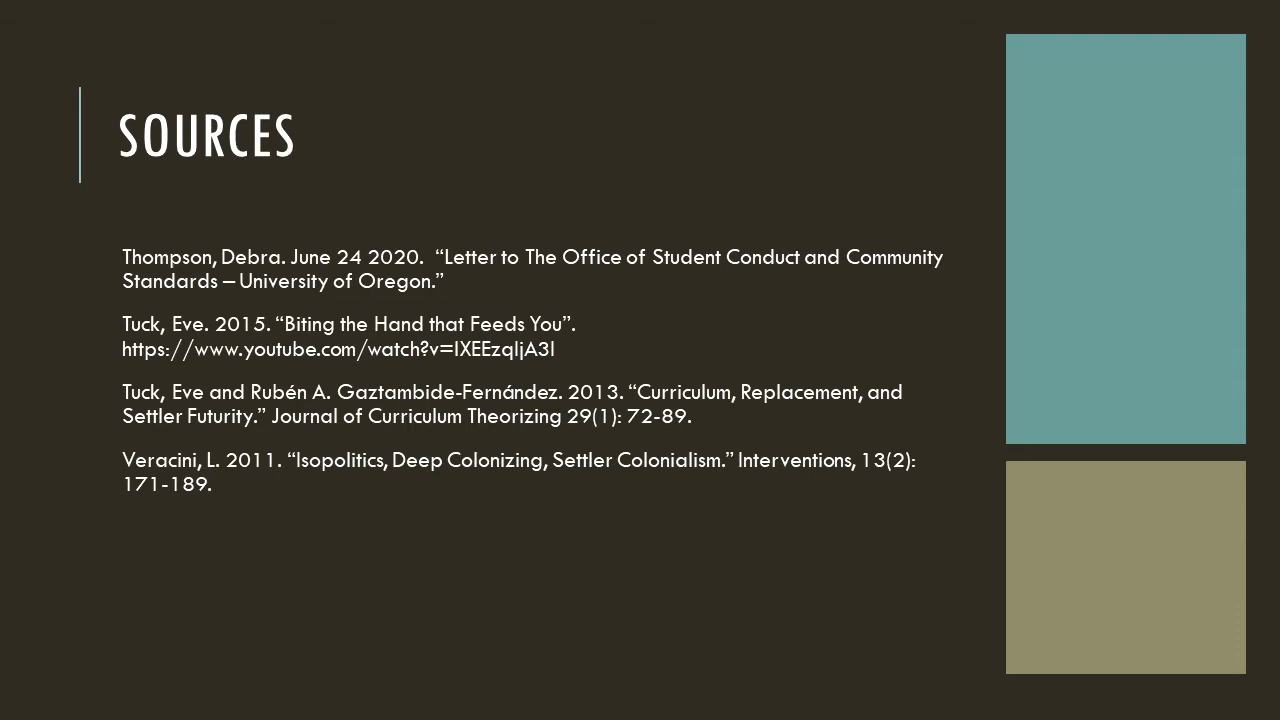 SOURCES
Thompson, Debra. June 24 2020.  “Letter to The Office of Student Conduct and Community
Standards – University of Oregon.”
Tuck, Eve. 2015. “Biting the Hand that Feeds You”.
https://www.youtube.com/watch?v=IXEEzqIjA3I
Tuck, Eve and Rubén A. Gaztambide-Fernández. 2013. “Curriculum, Replacement, and
Settler Futurity.” Journal of Curriculum Theorizing 29(1): 72-89.
Veracini, L. 2011. “Isopolitics, Deep Colonizing, Settler Colonialism.” Interventions, 13(2):
171-189.